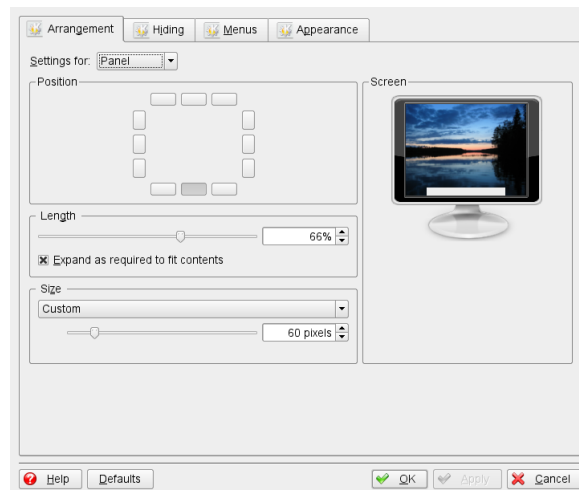 Arrangement Hiding Menus Appearance
Settings for: Panel
Position
Screen
Length
66%
Expand as required to fit contents
Size
Custom
60 pixels
Help Defaults OK Apply Cancel